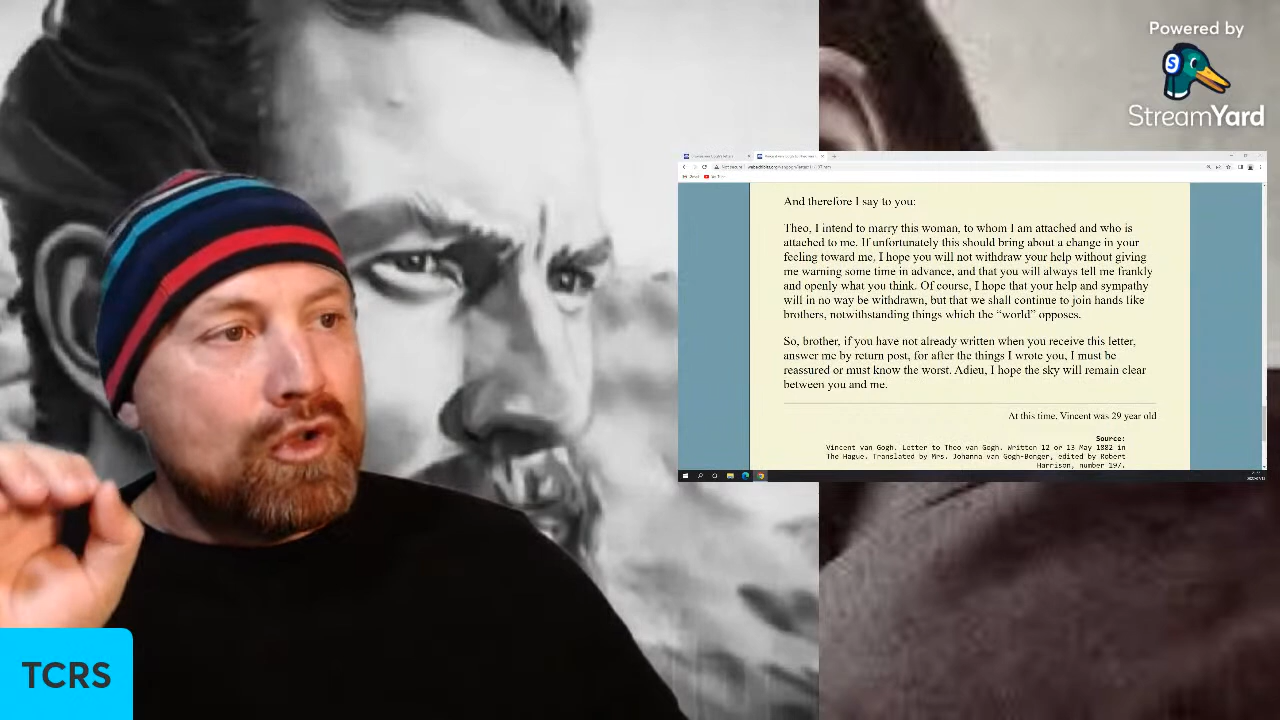 Powered by
StreamYard
And therefore I say to you:
Theo, I intend to marry this woman, to whom I am attached and who is
attached to me. If unfortunately this should bring about a change in your
feeling toward me, I hope you will not withdraw your help without giving
me warning some time in advance, and that you will always tell me frankly
and openly what you think. Of course, I hope that your help and sympathy
will in no way be withdrawn, but that we shall continue to join hands like
brothers, notwithstanding things which the “world” opposes.
So, brother, if you have not already written when you receive this letter,
answer me by return post, for after the things I wrote you, I must be
reassured or must know the worst. Adieu, I hope the sky will remain clear
between you and me.
At this time, Vincent was 29 year old
Source:
Vincent van Gogh. Letter to Theo van Gogh. Written 12 or 13 May 1882 in
The Hague. Translated by Mrs. Johanna van Gogh-Bonger, edited by Robert
Harrison, number 197.
TCRS